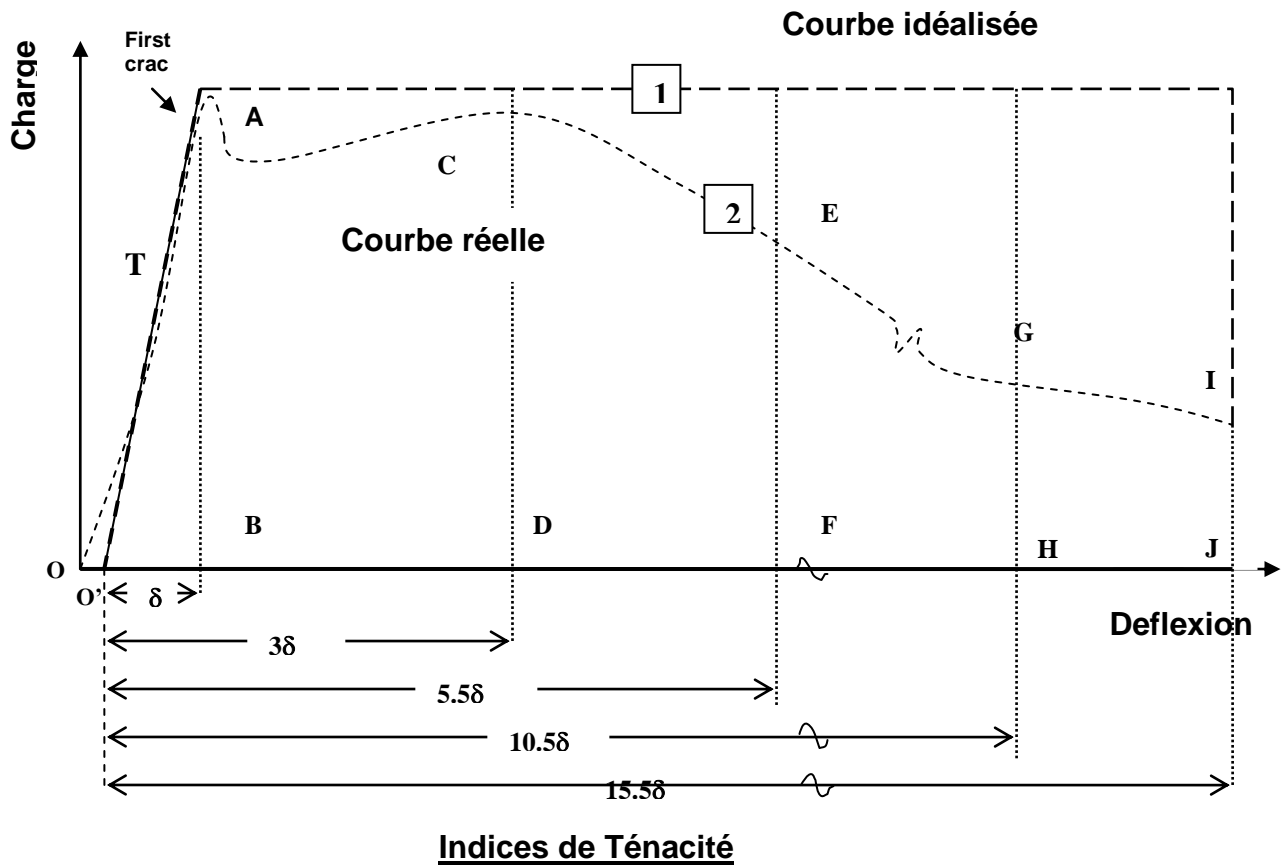 Courbe idéalisée
First
crac
Charge
1
A
C
2
E
Courbe réelle
T
G
I
B
D
F
H
J
O
O'
δ
Deflexion
3δ
5.5δ
10.5δ
15.5δ
Indices de Ténacité